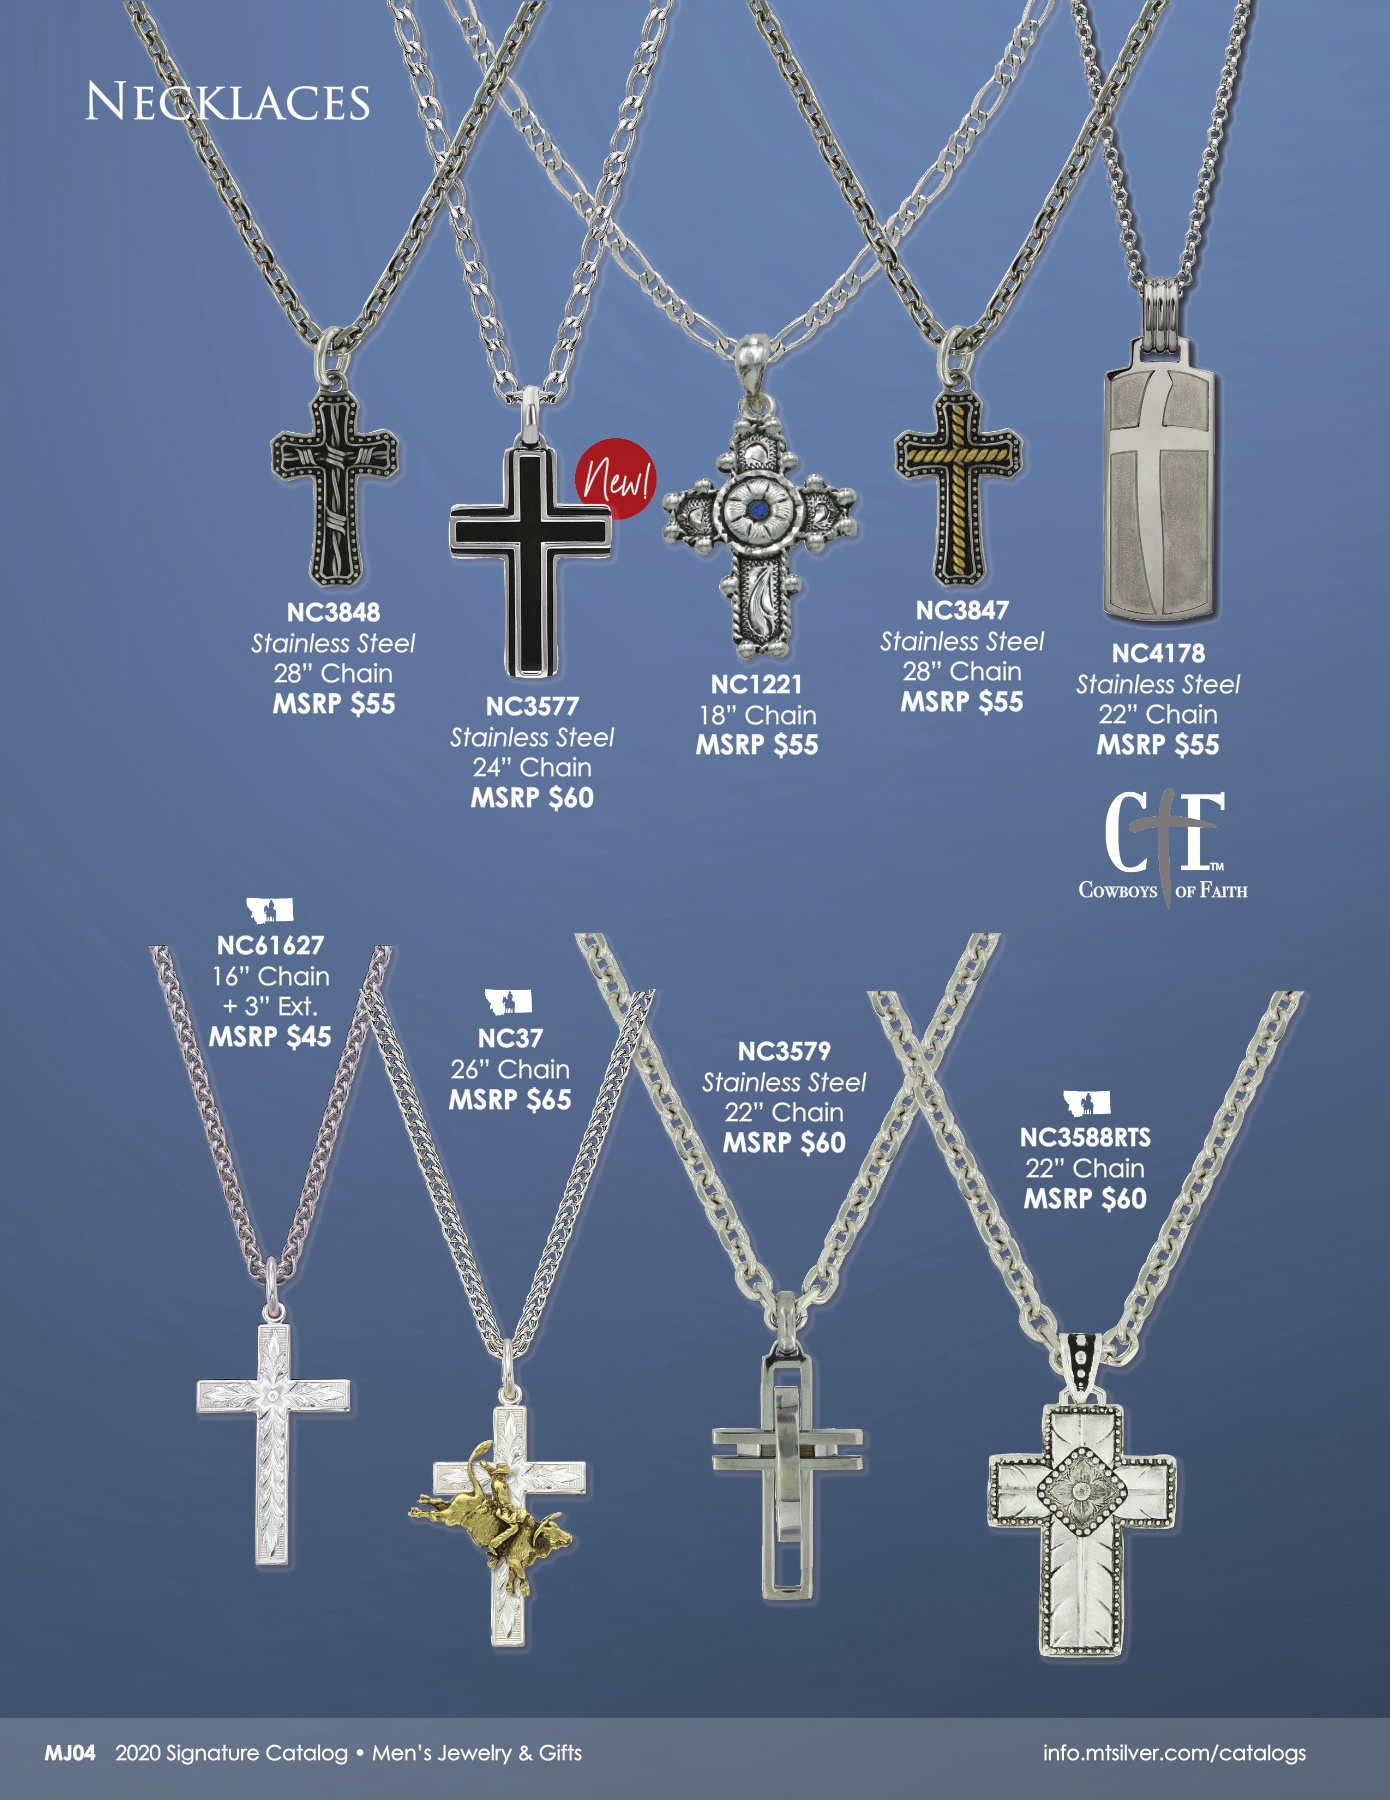 NECKLACES
New!
NC3848
Stainless Steel
28” Chain
MSRP $55
NC3577
Stainless Steel
24” Chain
MSRP $60
NC1221
18” Chain
MSRP $55
NC3847
Stainless Steel
28” Chain
MSRP $55
NC4178
Stainless Steel
22” Chain
MSRP $55
CF™
COWBOYS OF FAITH
NC61627
16” Chain
+ 3” Ext.
MSRP $45
NC37
26” Chain
MSRP $65
NC3579
Stainless Steel
22” Chain
MSRP $60
NC3588RTS
22” Chain
MSRP $60
MJ04 2020 Signature Catalog • Men’s Jewelry & Gifts
info.mtsilver.com/catalogs